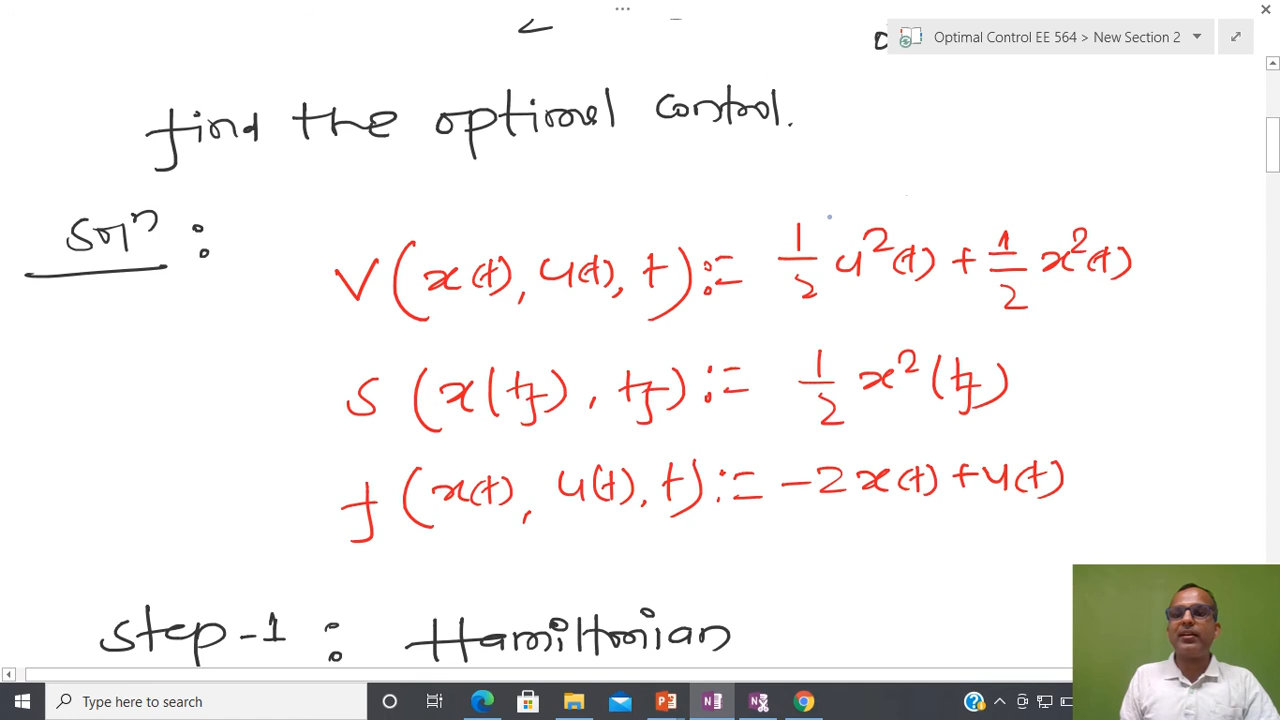 Optimal Control EE 564 > New Section 2
find the optimal control.
Solⁿ :
V(x(t), u(t), t) := 1/2 u²(t) + 1/2 x²(t)
S(x(tf), tf) := 1/2 x²(tf)
f(x(t), u(t), t) := -2x(t) + u(t)
Step-1 : Hamiltonian
Type here to search